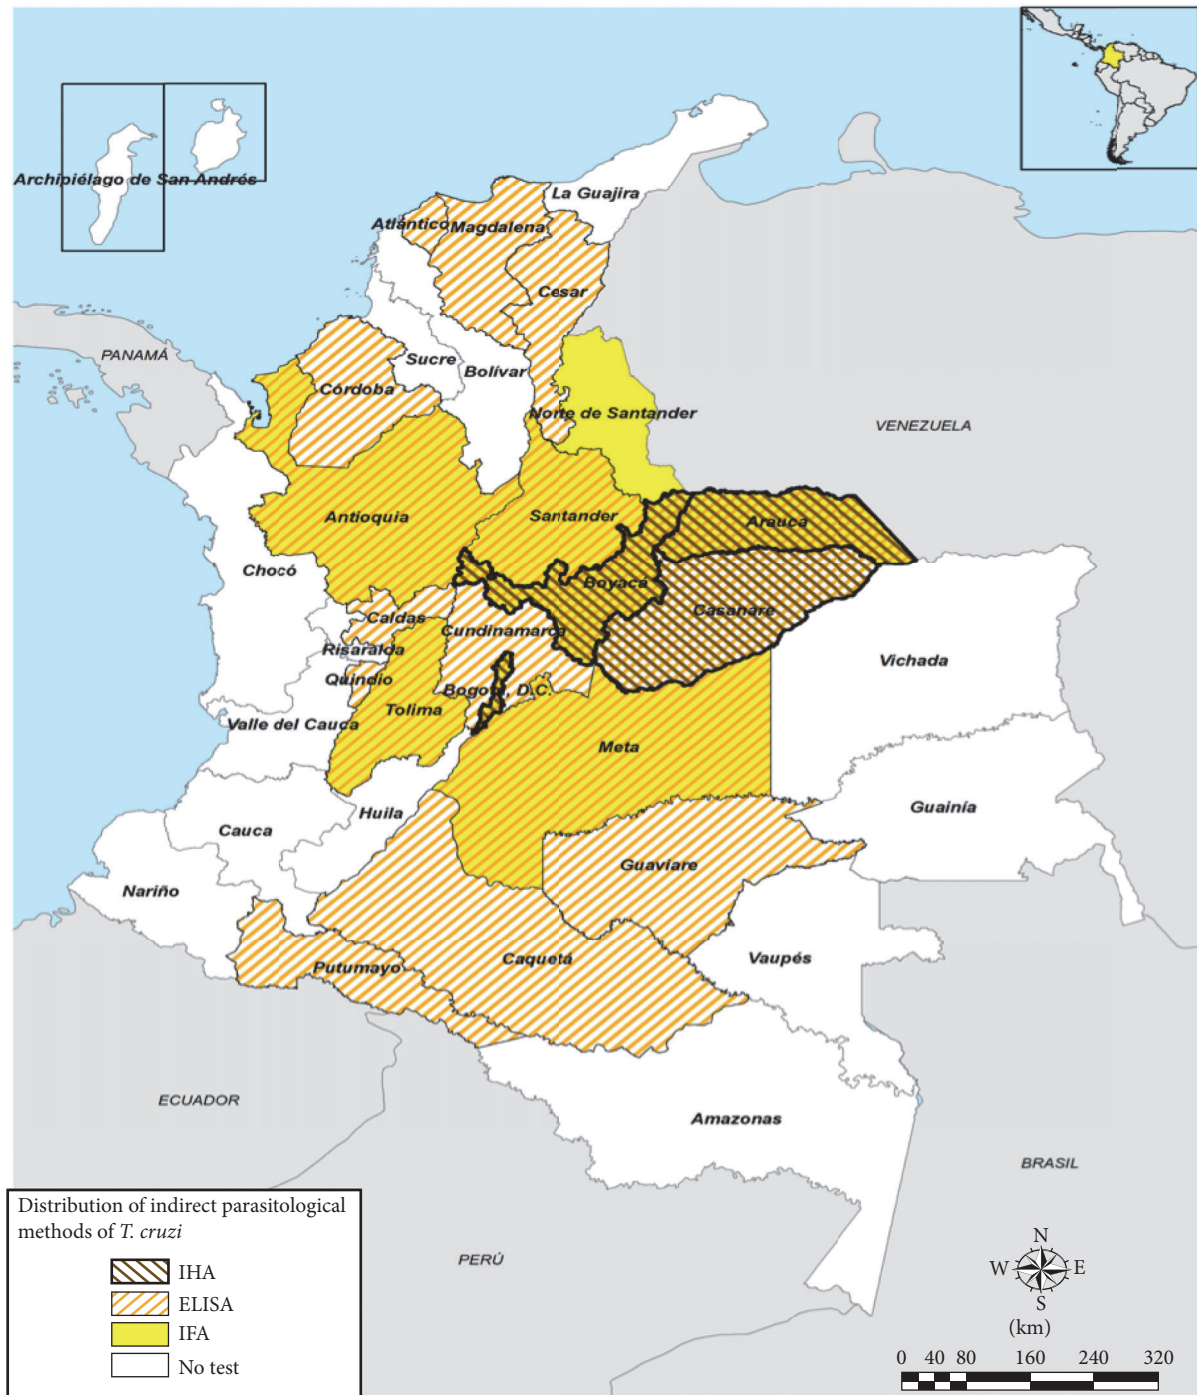 Archipiélago de San Andrés
La Guajira
Atlántico
Magdalena
Cesar
PANAMÁ
Sucre
Bolívar
Córdoba
Norte de Santander
VENEZUELA
Antioquia
Santander
Arauca
Chocó
Boyacá
Casanare
Caldas
Cundinamarca
Risaralda
Quindio
Bogotá, D.C.
Vichada
Tolima
Valle del Cauca
Meta
Huila
Guainía
Cauca
Guaviare
Nariño
Caquetá
Vaupés
Putumayo
ECUADOR
Amazonas
BRASIL
PERÚ
Distribution of indirect parasitological
methods of T. cruzi
IHA
ELISA
IFA
No test
N
W E
S
(km)
0 40 80 160 240 320